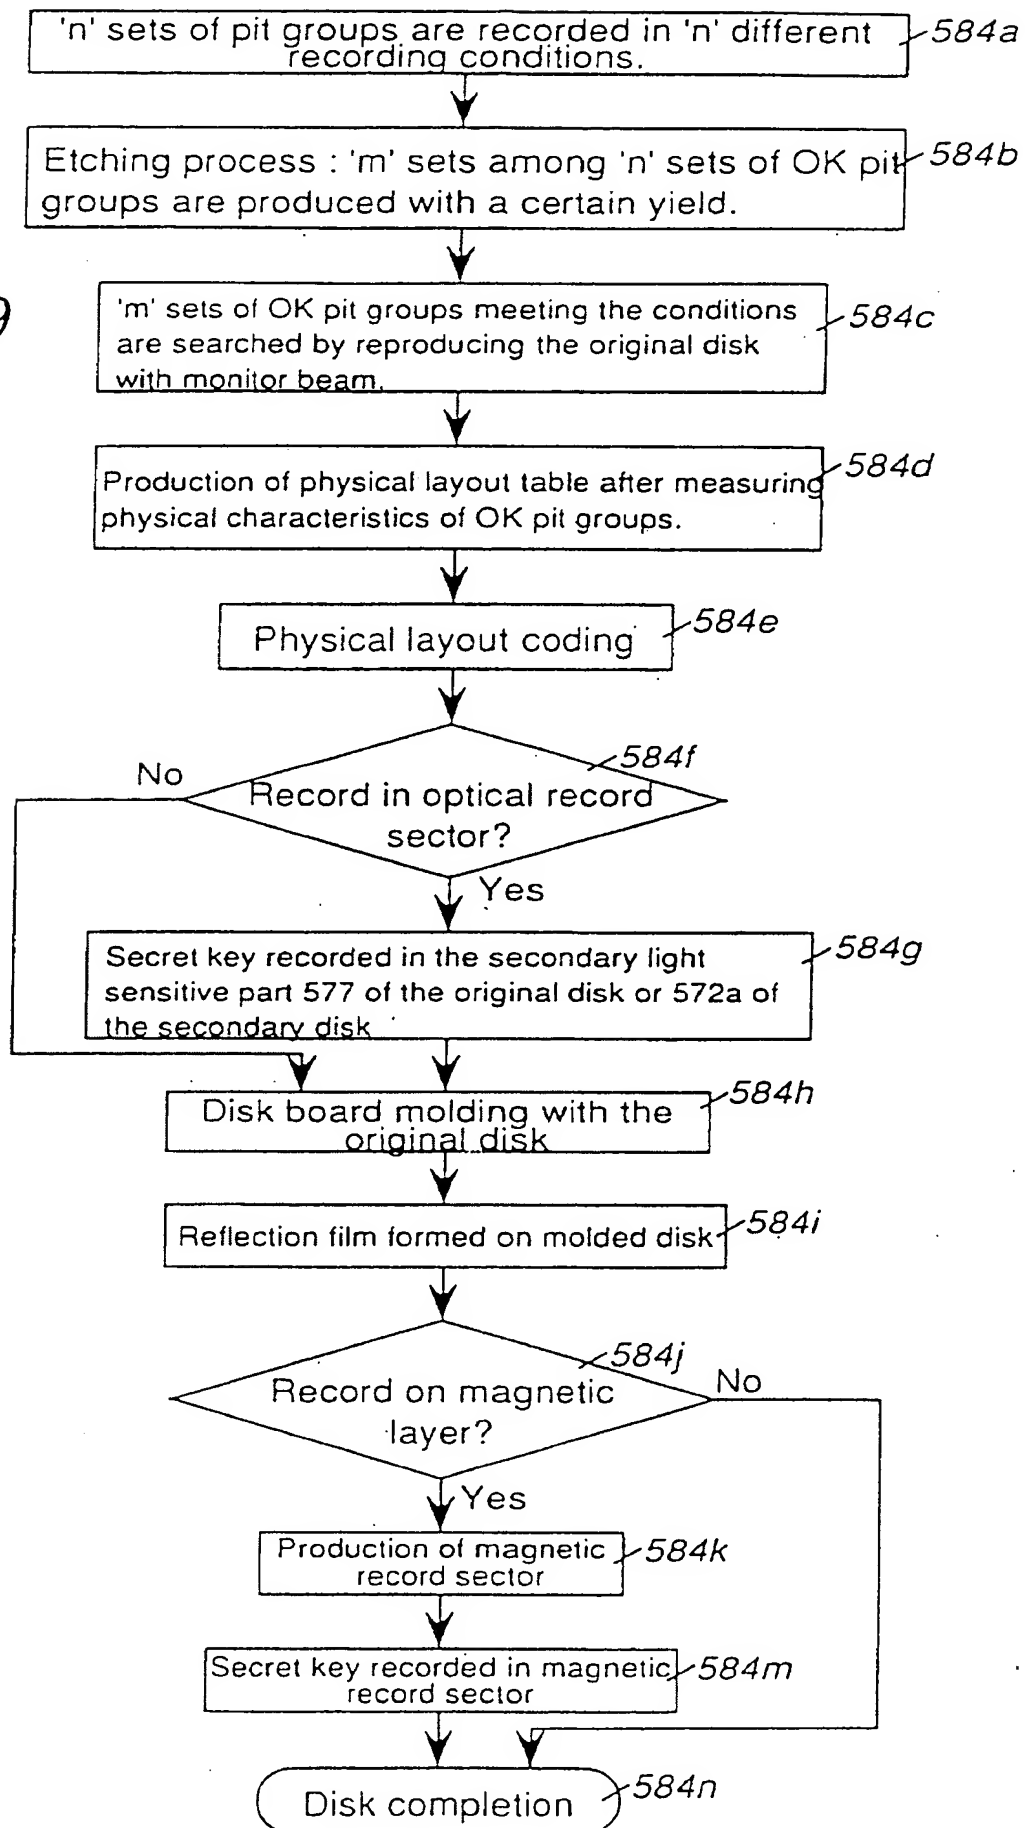 'n' sets of pit groups are recorded in 'n' different
recording conditions.
584a
Etching process : 'm' sets among 'n' sets of OK pit
groups are produced with a certain yield.
584b
9
'm' sets of OK pit groups meeting the conditions
are searched by reproducing the original disk
with monitor beam.
584c
Production of physical layout table after measuring
physical characteristics of OK pit groups.
584d
Physical layout coding
584e
584f
No
Record in optical record
sector?
Yes
Secret key recorded in the secondary light
sensitive part 577 of the original disk or 572a of
the secondary disk
584g
Disk board molding with the
original disk
584h
Reflection film formed on molded disk
584i
584j
Record on magnetic
layer?
No
Yes
Production of magnetic
record sector
584k
Secret key recorded in magnetic
record sector
584m
Disk completion
584n